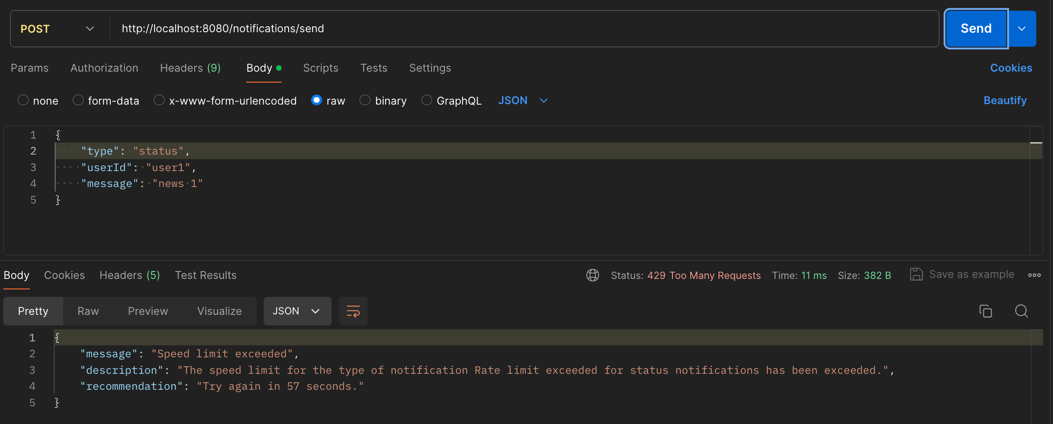 POST http://localhost:8080/notifications/send Send
Params Authorization Headers (9) Body Scripts Tests Settings Cookies
none form-data x-www-form-urlencoded raw binary GraphQL JSON Beautify
1 {
2 "type": "status",
3 "userId": "user1",
4 "message": "news 1"
5 }
Body Cookies Headers (5) Test Results Status: 429 Too Many Requests Time: 11 ms Size: 382 B Save as example
Pretty Raw Preview Visualize JSON
1 {
2 "message": "Speed limit exceeded",
3 "description": "The speed limit for the type of notification Rate limit exceeded for status notifications has been exceeded.",
4 "recommendation": "Try again in 57 seconds."
5 }